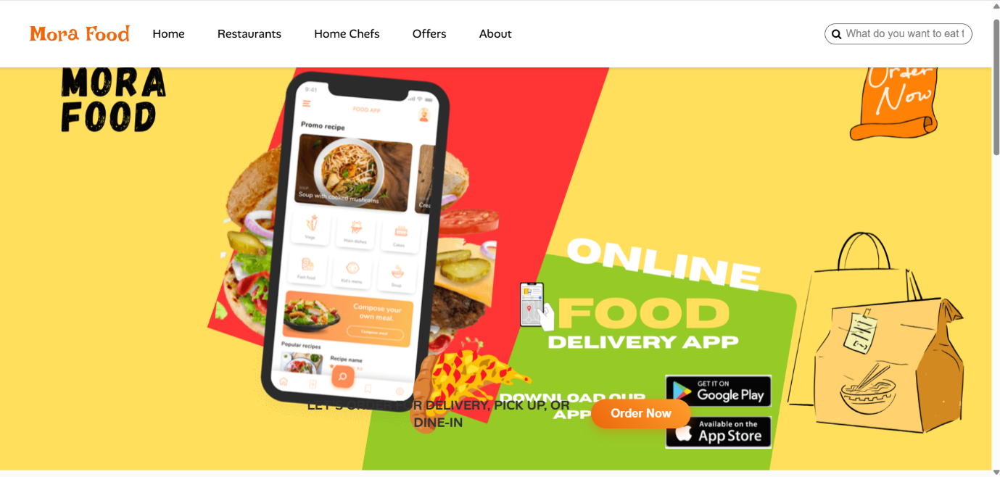 Mora Food
Home
Restaurants
Home Chefs
Offers
About
What do you want to eat t
MORA
FOOD
Order
Now
9:41
FOOD APP
Promo recipe
SOUP
Soup with cooked mushrooms
Crea
Vege
Main dishes
Cakes
Fast food
Kid's menu
Soup
Compose your
own meal.
Compose meal
Popular recipes
Recipe name
ONLINE
FOOD
DELIVERY APP
DOWNLOAD OUR
APP
GET IT ON
Google Play
LET'S ORDER FOR DELIVERY, PICK UP, OR
DINE-IN
Order Now
Available on the
App Store